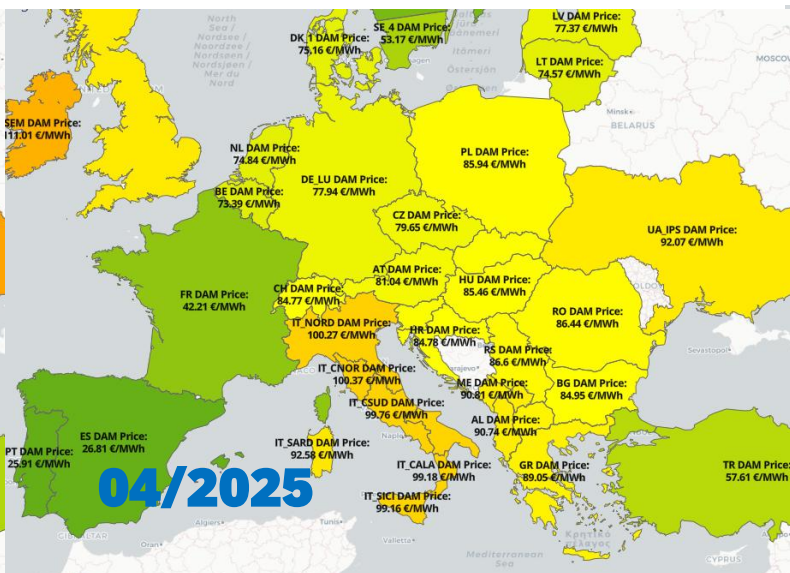 North
Sea /
Nordsee /
Noordzee /
Nordsøen /
Nordsjøen /
Mer du
Nord
DK_1 DAM Price:
75.16 €/MWh
SE_4 DAM Price:
53.17 €/MWh
Itämeri
Östersjön
LV DAM Price:
77.37 €/MWh
LT DAM Price:
74.57 €/MWh
MOSCOW
Minsk
BELARUS
SEM DAM Price:
111.01 €/MWh
NL DAM Price:
74.84 €/MWh
BE DAM Price:
73.39 €/MWh
DE_LU DAM Price:
77.94 €/MWh
PL DAM Price:
85.94 €/MWh
CZ DAM Price:
79.65 €/MWh
UA_IPS DAM Price:
92.07 €/MWh
FR DAM Price:
42.21 €/MWh
CH DAM Price:
84.77 €/MWh
AT DAM Price:
81.04 €/MWh
HU DAM Price:
85.46 €/MWh
RO DAM Price:
86.44 €/MWh
IT_NORD DAM Price:
100.27 €/MWh
HR DAM Price:
84.78 €/MWh
RS DAM Price:
86.6 €/MWh
Sevastopol
IT_CNOR DAM Price:
100.37 €/MWh
ME DAM Price:
90.81 €/MWh
BG DAM Price:
84.95 €/MWh
IT_CSUD DAM Price:
99.76 €/MWh
AL DAM Price:
90.74 €/MWh
PT DAM Price:
25.91 €/MWh
ES DAM Price:
26.81 €/MWh
IT_SARD DAM Price:
92.58 €/MWh
IT_CALA DAM Price:
99.18 €/MWh
GR DAM Price:
89.05 €/MWh
TR DAM Price:
57.61 €/MWh
04/2025
IT_SICI DAM Price:
99.16 €/MWh
GIBRALTAR
Algiers
Tunis
Oran
Valletta
Mediterranean
Sea
Κρητικό
πέλαγος
CYPRUS